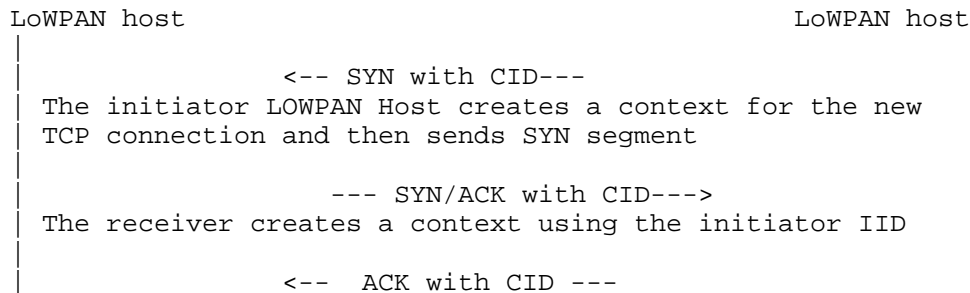 LoWPAN host                                      LoWPAN host
|
|                <-- SYN with CID---
| The initiator LOWPAN Host creates a context for the new
| TCP connection and then sends SYN segment
|
|                   --- SYN/ACK with CID--->
| The receiver creates a context using the initiator IID
|
|                <--  ACK with CID ---